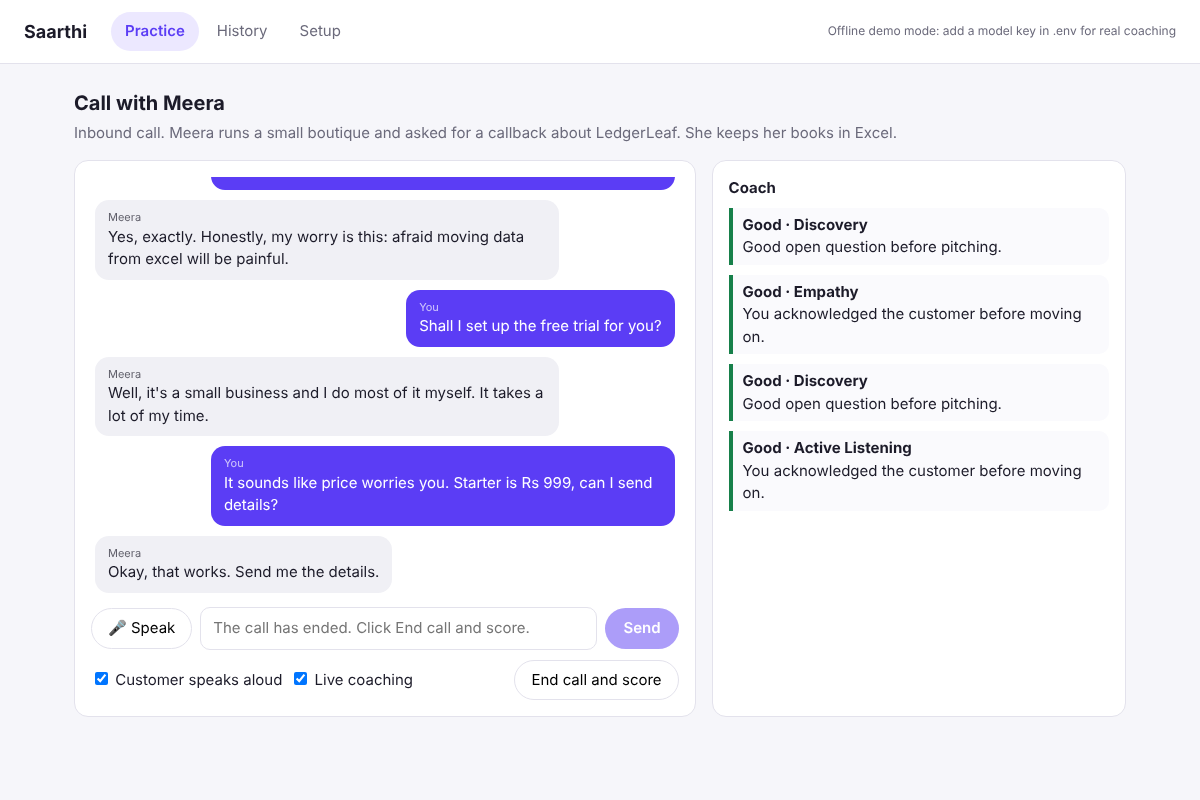 Saarthi
Practice
History
Setup
Offline demo mode: add a model key in .env for real coaching
Call with Meera
Inbound call. Meera runs a small boutique and asked for a callback about LedgerLeaf. She keeps her books in Excel.
Meera
Yes, exactly. Honestly, my worry is this: afraid moving data
from excel will be painful.
You
Shall I set up the free trial for you?
Meera
Well, it's a small business and I do most of it myself. It takes a
lot of my time.
You
It sounds like price worries you. Starter is Rs 999, can I send
details?
Meera
Okay, that works. Send me the details.
Speak
The call has ended. Click End call and score.
Send
Customer speaks aloud
Live coaching
End call and score
Coach
Good · Discovery
Good open question before pitching.
Good · Empathy
You acknowledged the customer before moving
on.
Good · Discovery
Good open question before pitching.
Good · Active Listening
You acknowledged the customer before moving
on.